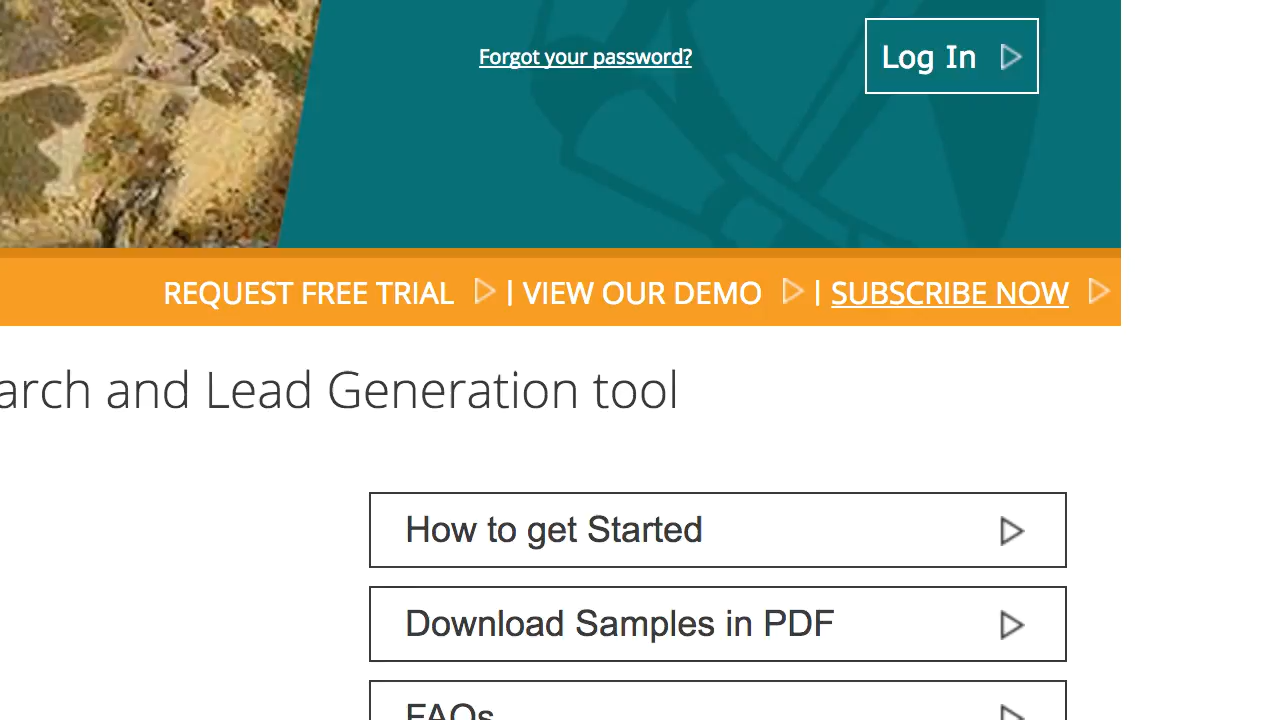 Forgot your password?
Log In
REQUEST FREE TRIAL | VIEW OUR DEMO | SUBSCRIBE NOW
arch and Lead Generation tool
How to get Started
Download Samples in PDF
FAQs